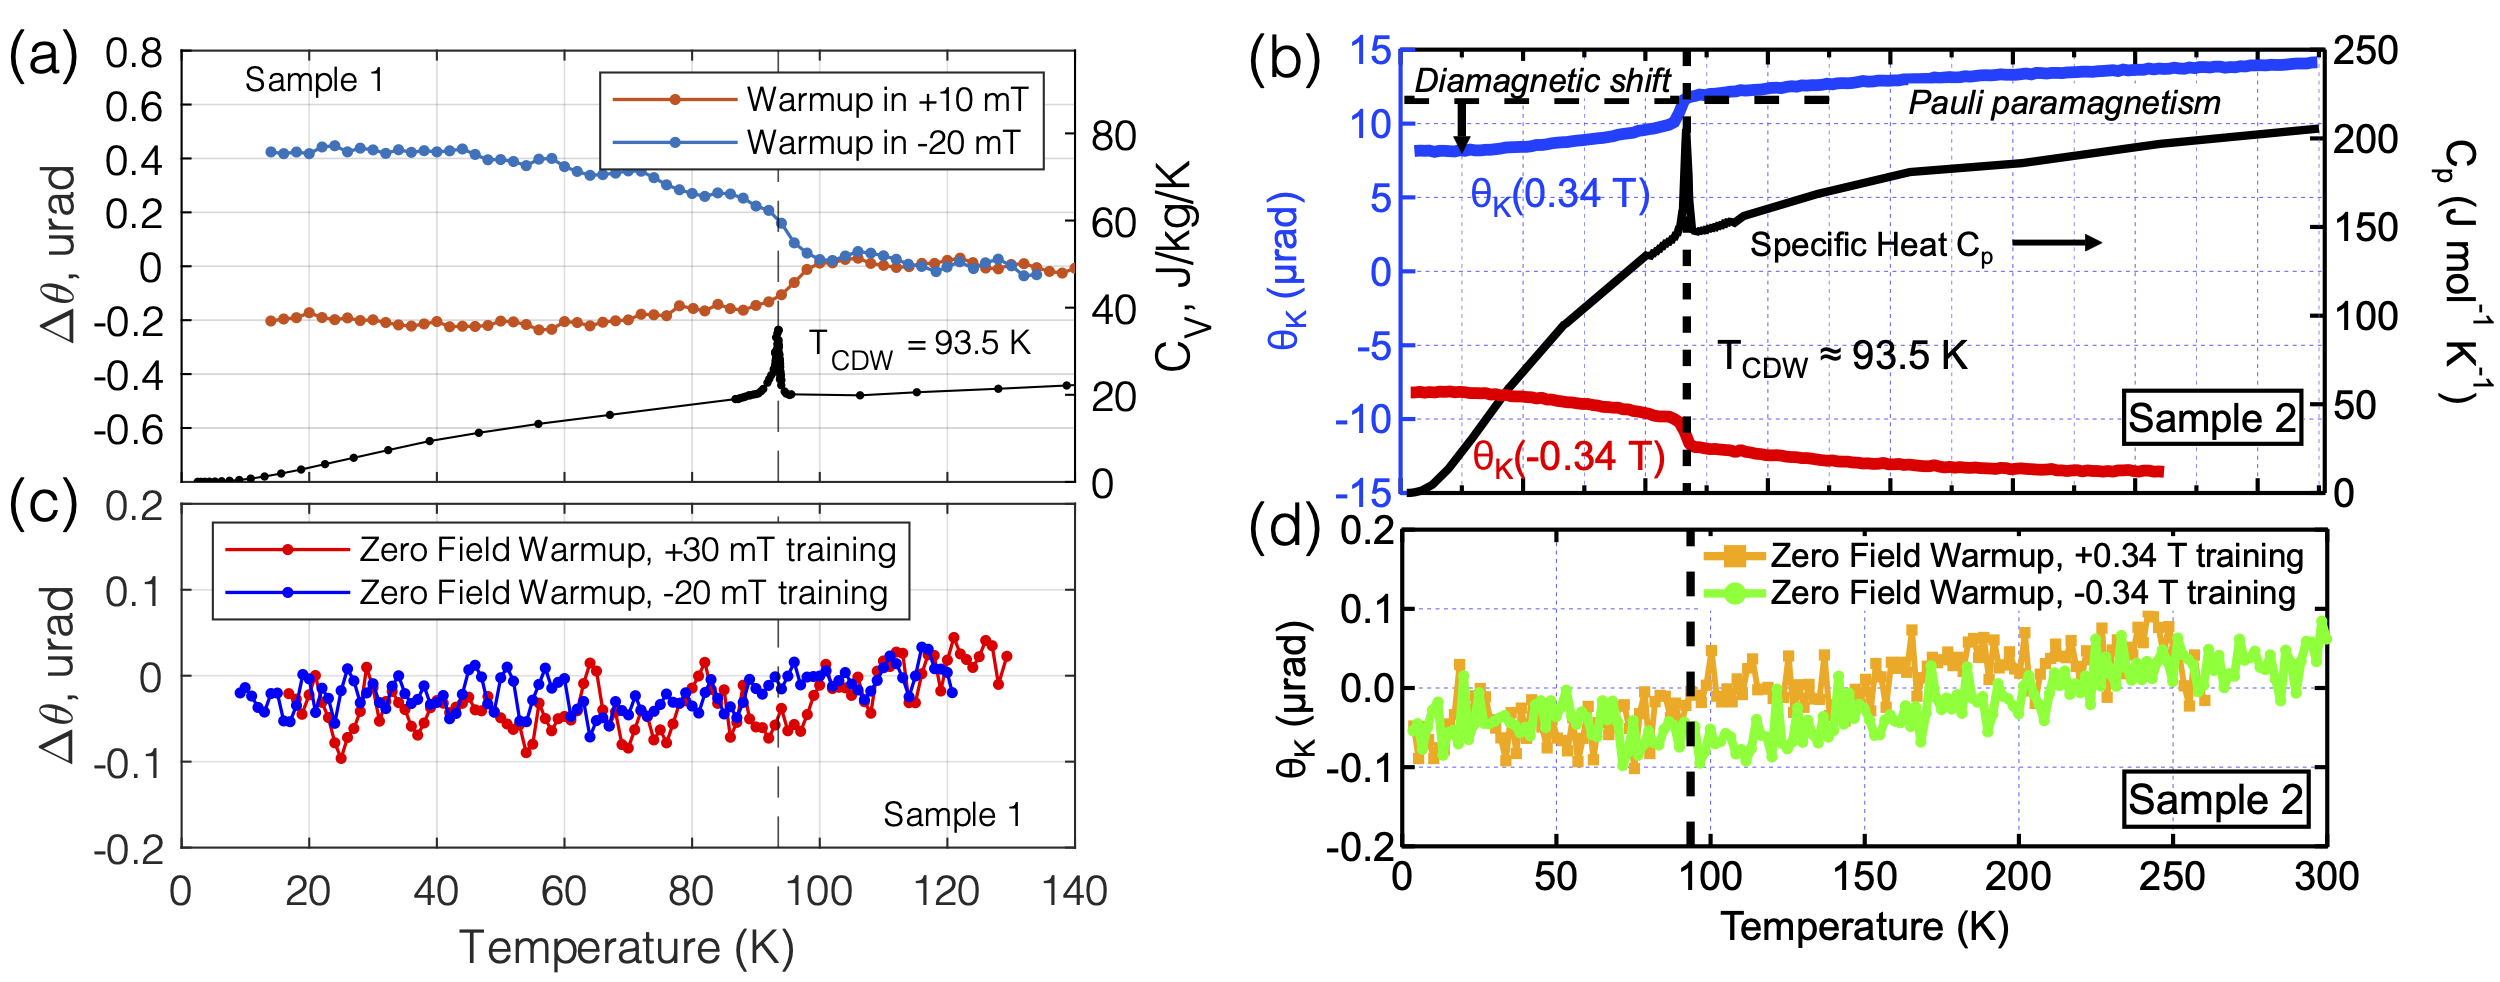 (a)
0.8
0.6
0.4
0.2
0
-0.2
-0.4
-0.6
Δθ, urad
Sample 1
Warmup in +10 mT
Warmup in -20 mT
T_CDW = 93.5 K
80
60
40
20
0
C_V, J/kg/K
(b)
15
10
5
0
-5
-10
-15
θ_K (μrad)
Diamagnetic shift
Pauli paramagnetism
θ_K(0.34 T)
Specific Heat C_p
T_CDW ≈ 93.5 K
θ_K(-0.34 T)
Sample 2
250
200
150
100
50
0
C_p (J mol⁻¹ K⁻¹)
(c)
0.2
0.1
0
-0.1
-0.2
Δθ, urad
Zero Field Warmup, +30 mT training
Zero Field Warmup, -20 mT training
Sample 1
0 20 40 60 80 100 120 140
Temperature (K)
(d)
0.2
0.1
0.0
-0.1
-0.2
θ_K (μrad)
Zero Field Warmup, +0.34 T training
Zero Field Warmup, -0.34 T training
Sample 2
0 50 100 150 200 250 300
Temperature (K)